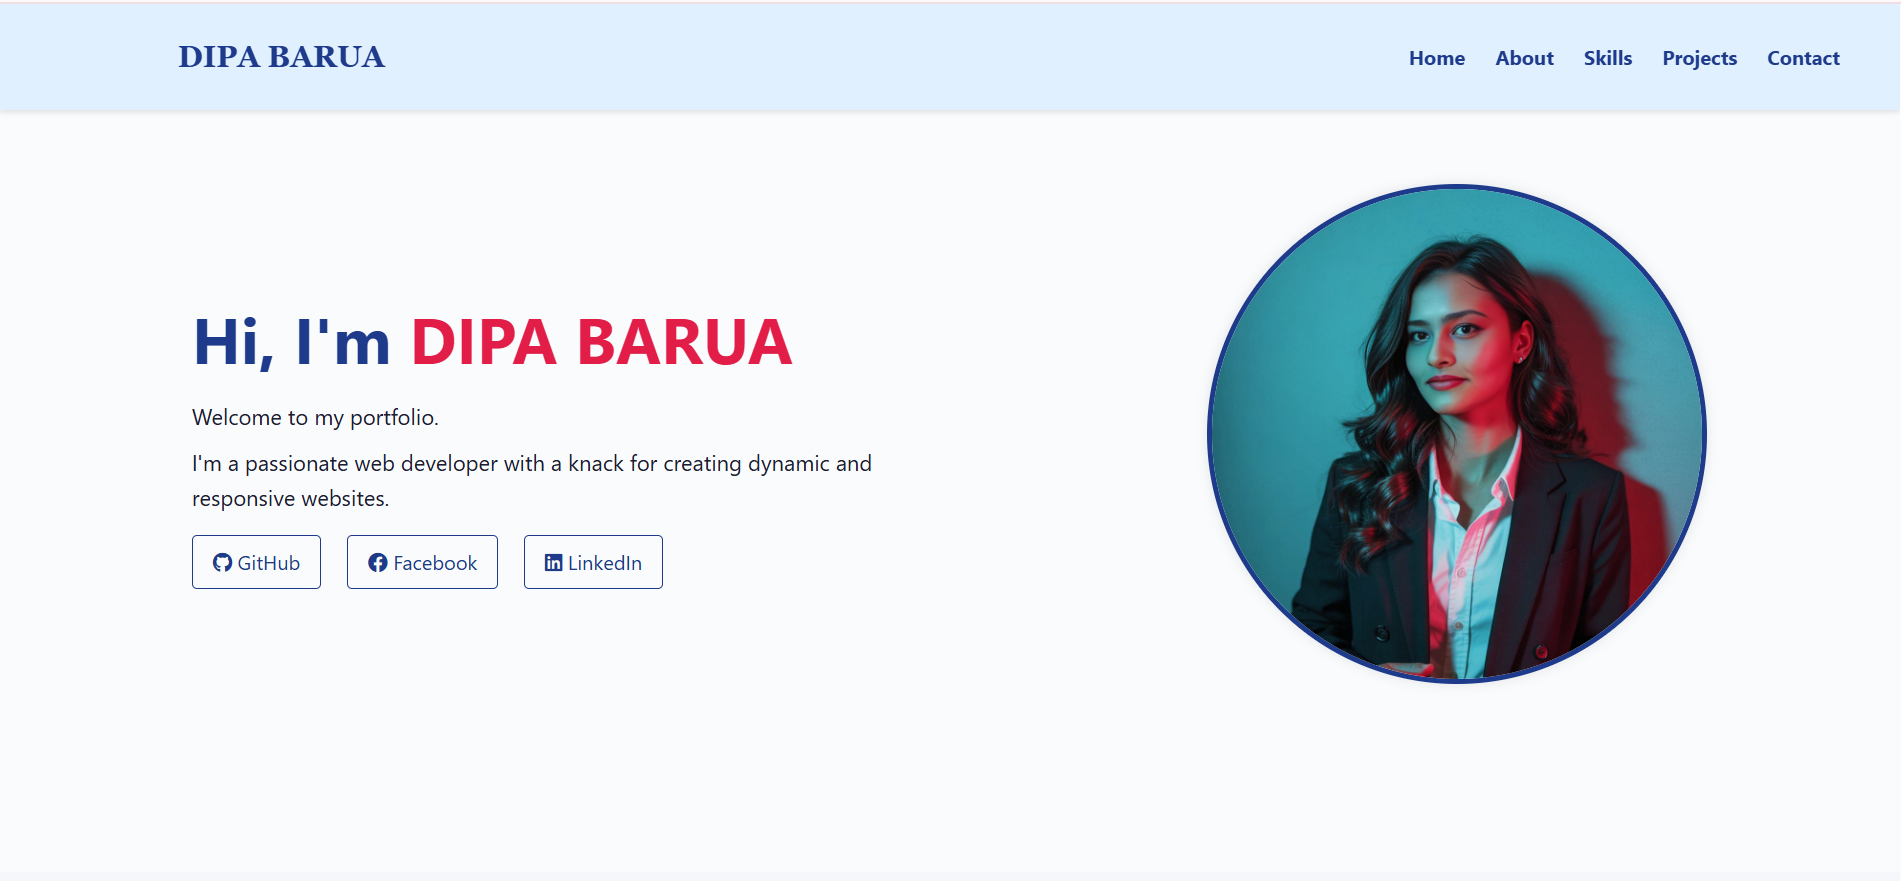 DIPA BARUA
Home About Skills Projects Contact
Hi, I'm DIPA BARUA
Welcome to my portfolio.
I'm a passionate web developer with a knack for creating dynamic and
responsive websites.
GitHub Facebook LinkedIn